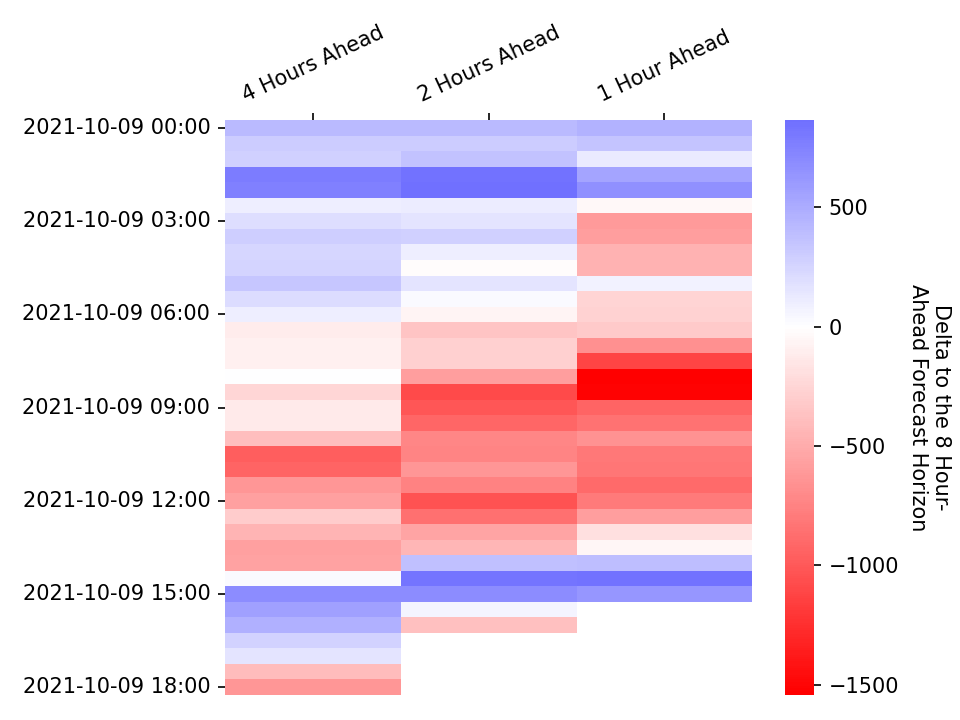 4 Hours Ahead
2 Hours Ahead
1 Hour Ahead
2021-10-09 00:00
2021-10-09 03:00
2021-10-09 06:00
2021-10-09 09:00
2021-10-09 12:00
2021-10-09 15:00
2021-10-09 18:00
500
0
−500
−1000
−1500
Delta to the 8 Hour-
Ahead Forecast Horizon